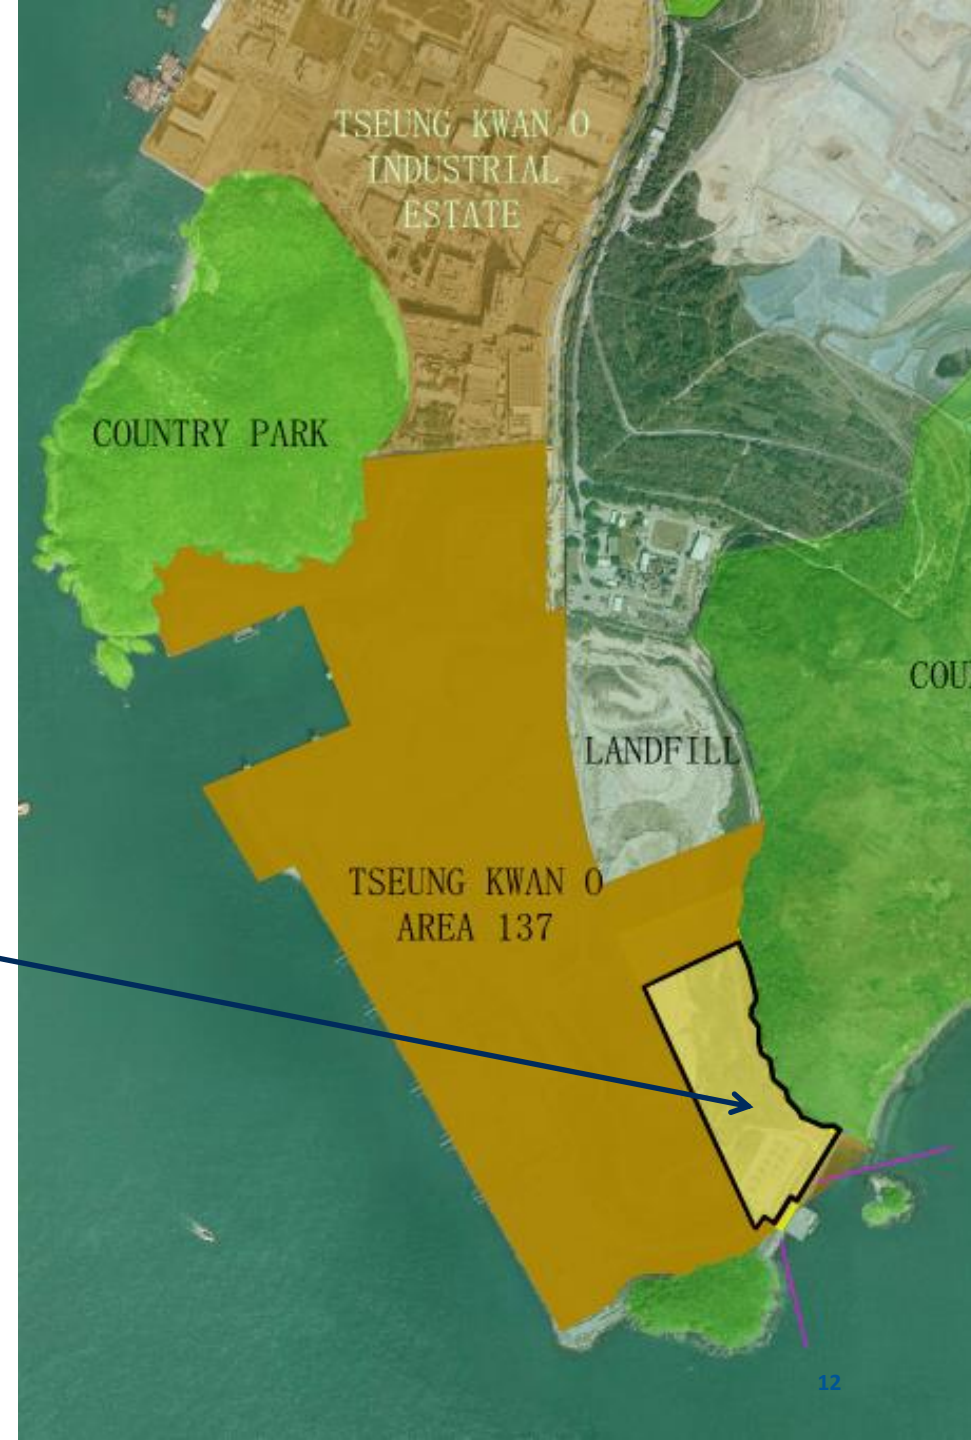 TSEUNG KWAN O
INDUSTRIAL
ESTATE
COUNTRY PARK
COU
LANDFILL
TSEUNG KWAN O
AREA 137
12